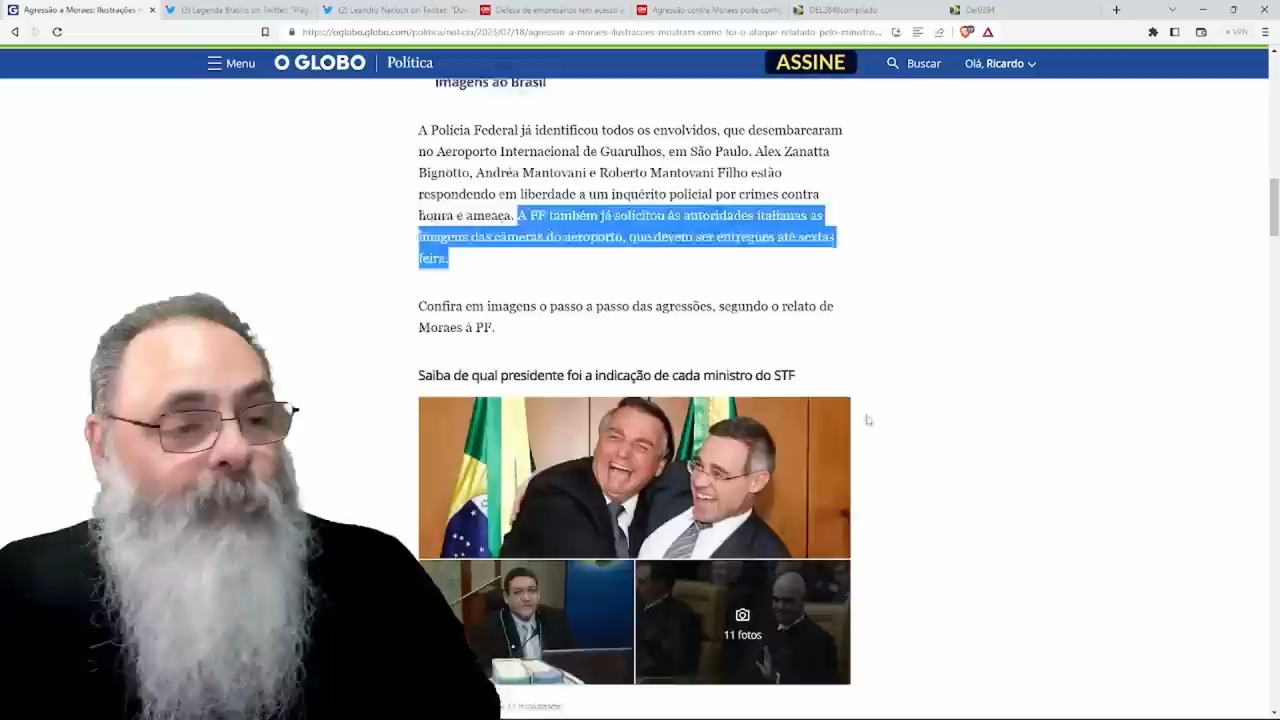 Agressão a Moraes: Ilustrações
(3) Legenda Brasilis on Twitter: "Pág
(2) Leandro Narloch on Twitter: "Duv
Defesa de empresários tem acesso
Agressão contra Moraes pode config
DEL2848compilado
Del0394
https://oglobo.globo.com/politica/noticia/2023/07/18/agressao-a-moraes-ilustracoes-mostram-como-foi-o-ataque-relatado-pelo-ministro...
VPN
Menu
O GLOBO
Política
ASSINE
Buscar
Olá, Ricardo
imagens ao Brasil
A Polícia Federal já identificou todos os envolvidos, que desembarcaram
no Aeroporto Internacional de Guarulhos, em São Paulo. Alex Zanatta
Bignotto, Andréa Mantovani e Roberto Mantovani Filho estão
respondendo em liberdade a um inquérito policial por crimes contra
honra e ameaça. A PF também já solicitou às autoridades italianas as
imagens das câmeras do aeroporto, que devem ser entregues até sexta-
feira.
Confira em imagens o passo a passo das agressões, segundo o relato de
Moraes à PF.
Saiba de qual presidente foi a indicação de cada ministro do STF
11 fotos